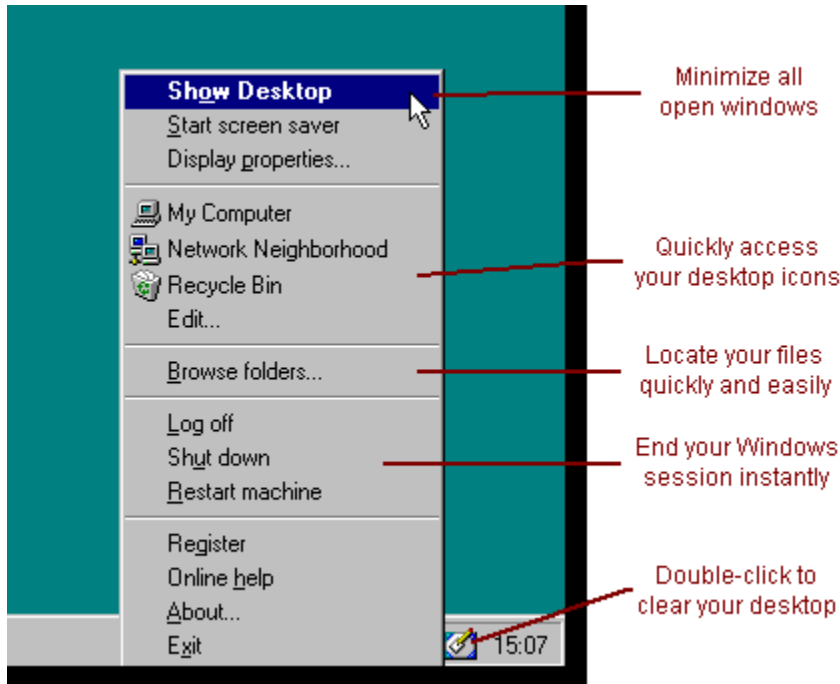 Show Desktop
Start screen saver
Display properties...
My Computer
Network Neighborhood
Recycle Bin
Edit...
Browse folders...
Log off
Shut down
Restart machine
Register
Online help
About...
Exit
15:07
Minimize all
open windows
Quickly access
your desktop icons
Locate your files
quickly and easily
End your Windows
session instantly
Double-click to
clear your desktop